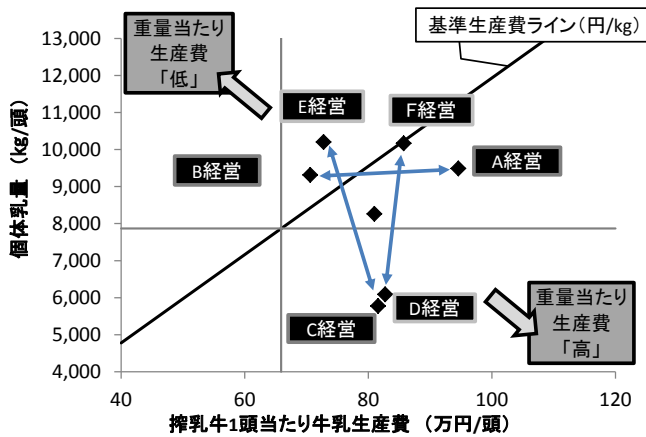 重量当たり
生産費
「低」
基準生産費ライン（円/kg）
E経営
F経営
B経営
A経営
C経営
D経営
重量当たり
生産費
「高」
個体乳量 （kg/頭）
13,000
12,000
11,000
10,000
9,000
8,000
7,000
6,000
5,000
4,000
40
60
80
100
120
搾乳牛1頭当たり牛乳生産費 （万円/頭）